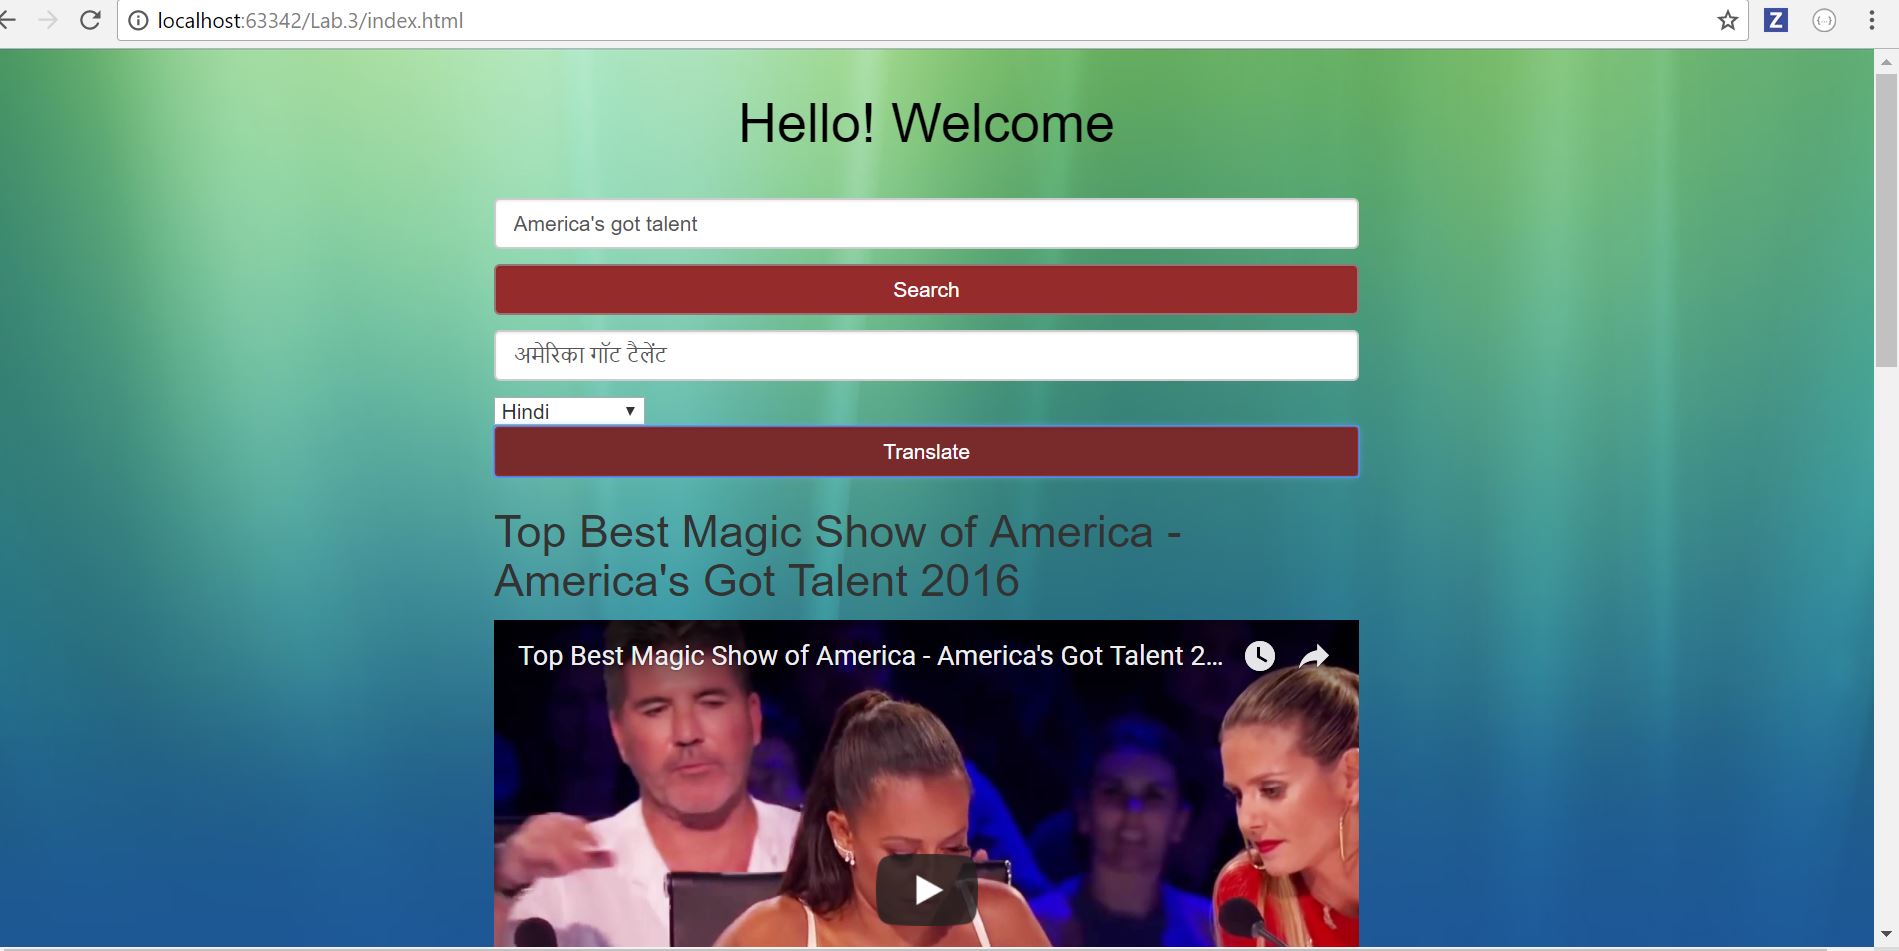 localhost:63342/Lab.3/index.html
Z
{...}
Hello! Welcome
America's got talent
Search
अमेरिका गॉट टैलेंट
Hindi
Translate
Top Best Magic Show of America -
America's Got Talent 2016
Top Best Magic Show of America - America's Got Talent 2...